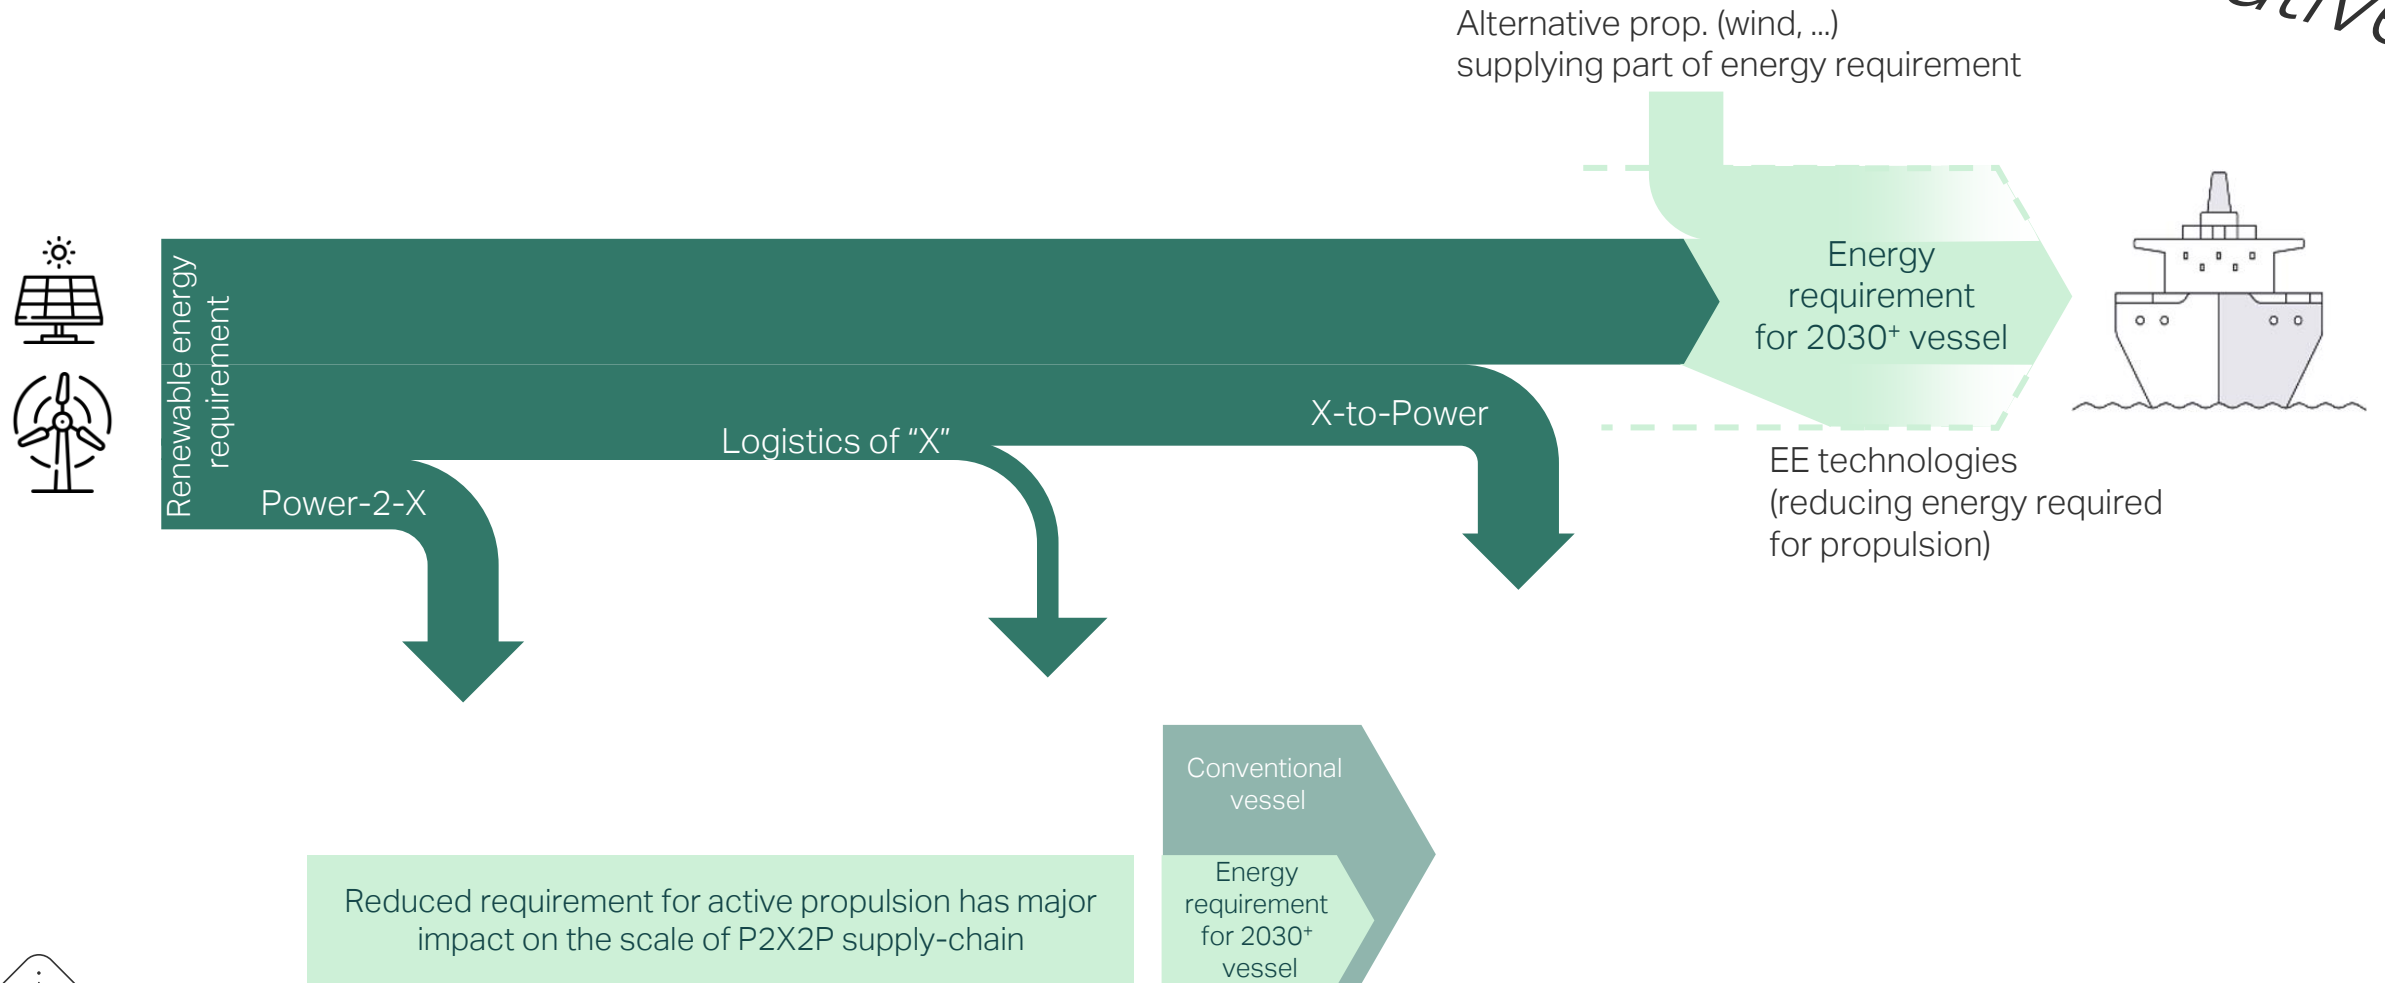 Alternative prop. (wind, ...)
supplying part of energy requirement
Renewable energy
requirement
Energy
requirement
for 2030⁺ vessel
X-to-Power
Logistics of “X”
Power-2-X
EE technologies
(reducing energy required
for propulsion)
Conventional
vessel
Reduced requirement for active propulsion has major
impact on the scale of P2X2P supply-chain
Energy
requirement
for 2030⁺
vessel